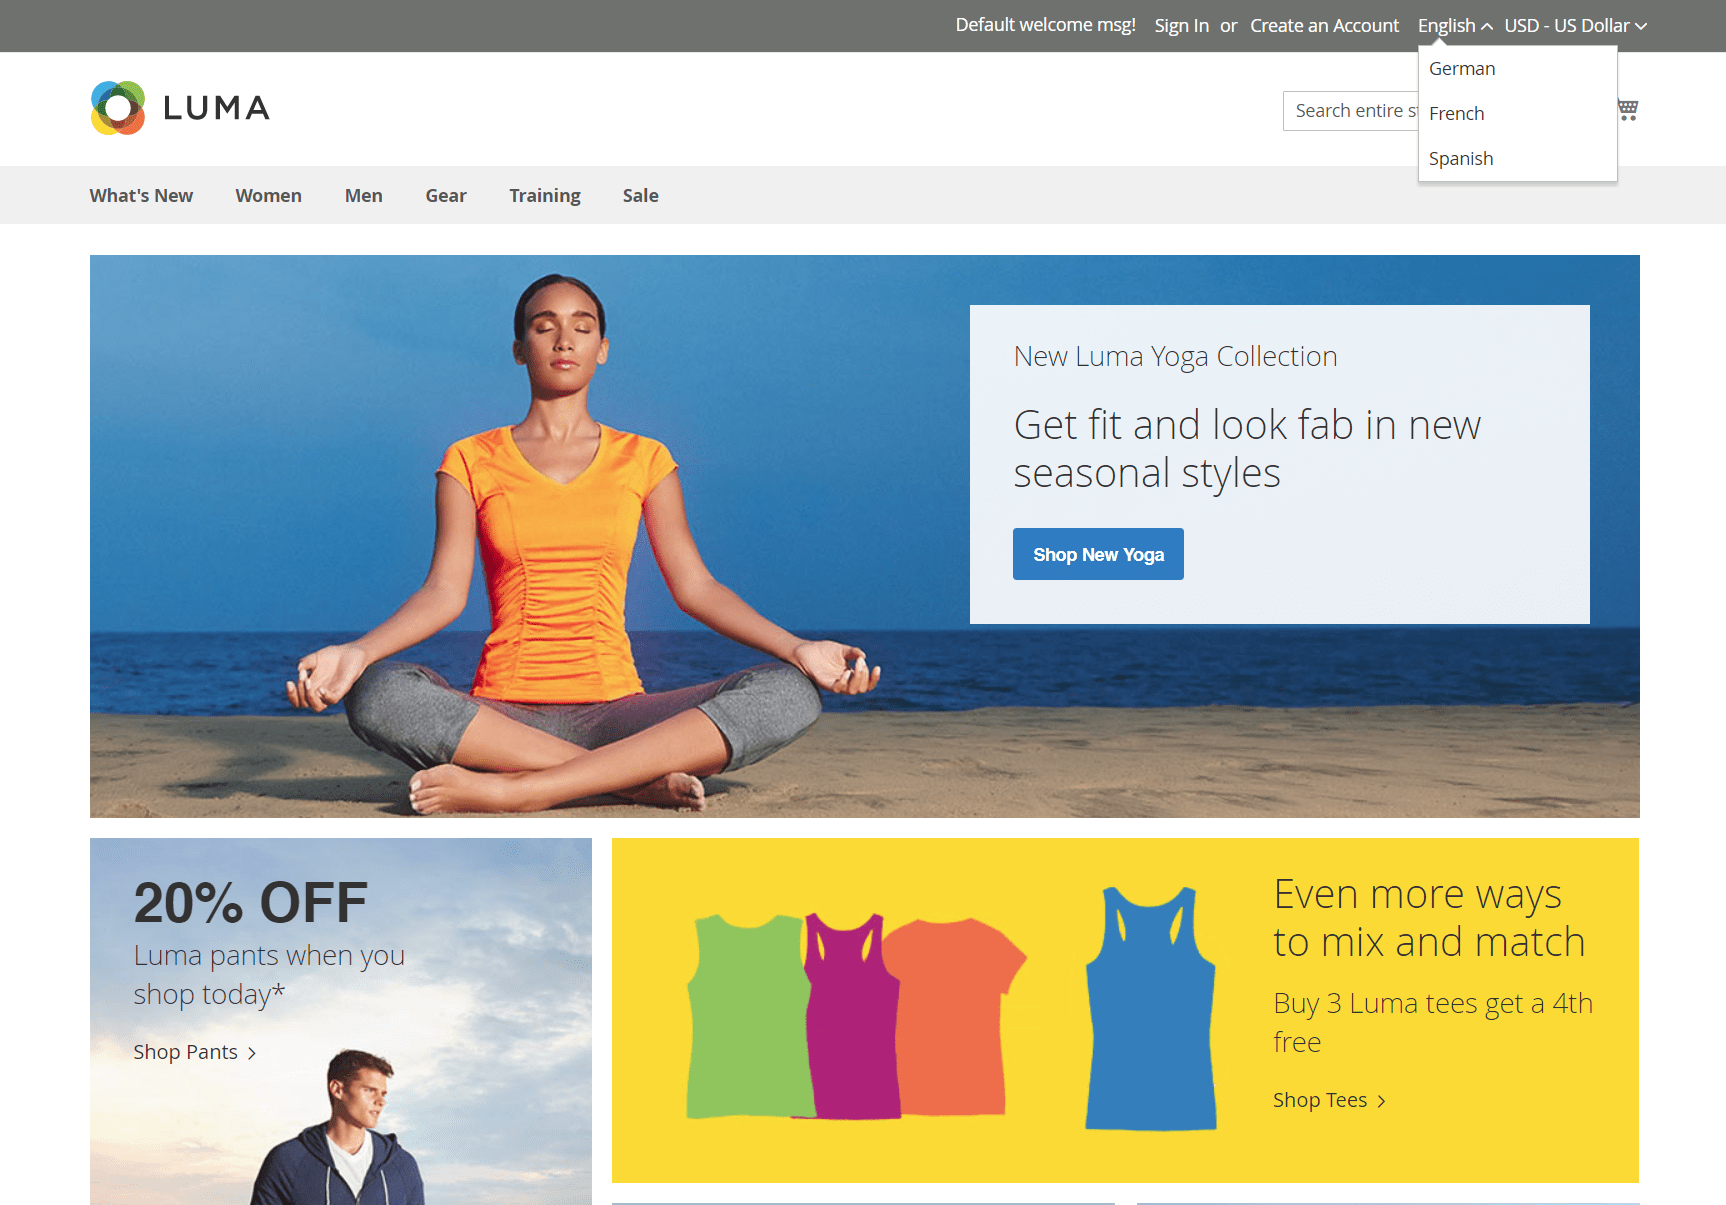 Default welcome msg! Sign In or Create an Account English USD - US Dollar
German
French
Spanish
LUMA
Search entire
What's New Women Men Gear Training Sale
New Luma Yoga Collection
Get fit and look fab in new
seasonal styles
Shop New Yoga
20% OFF
Luma pants when you
shop today*
Shop Pants
Even more ways
to mix and match
Buy 3 Luma tees get a 4th
free
Shop Tees